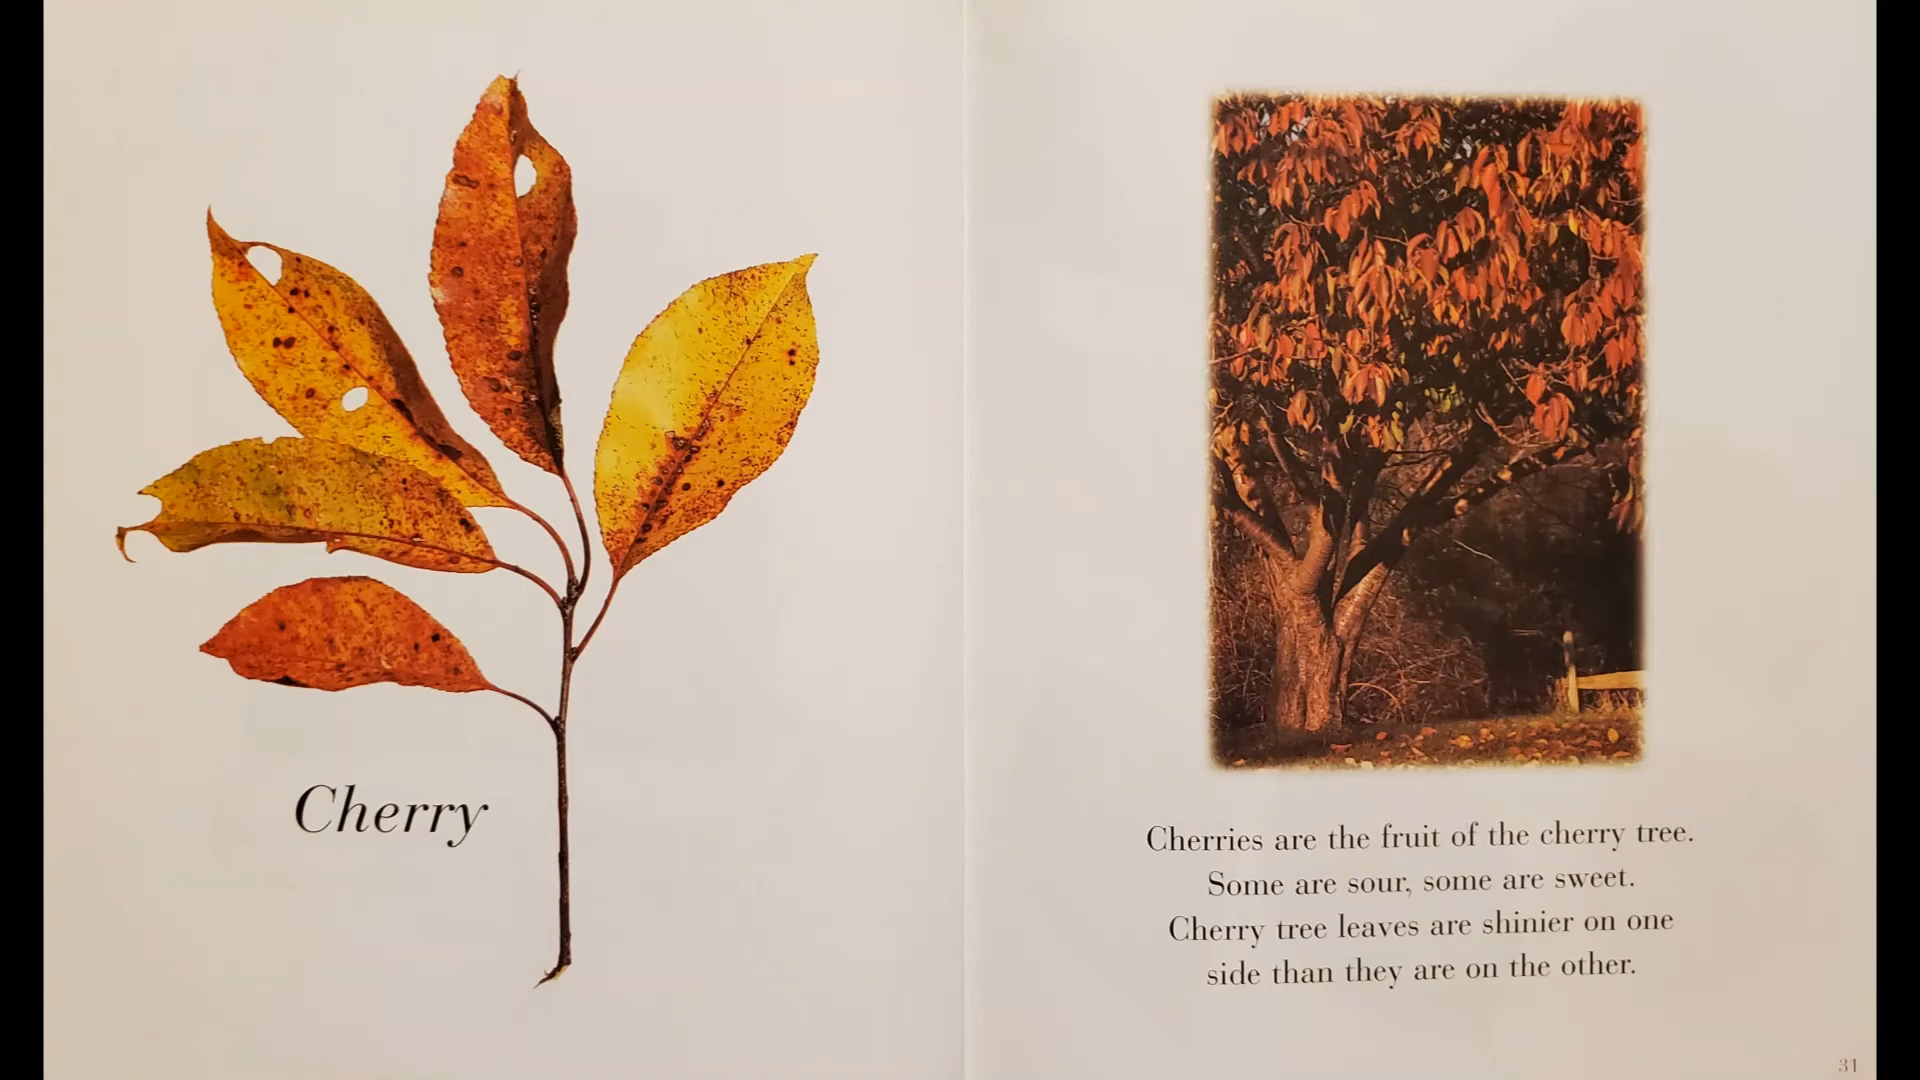 Cherry
Cherries are the fruit of the cherry tree.
Some are sour, some are sweet.
Cherry tree leaves are shinier on one
side than they are on the other.
31